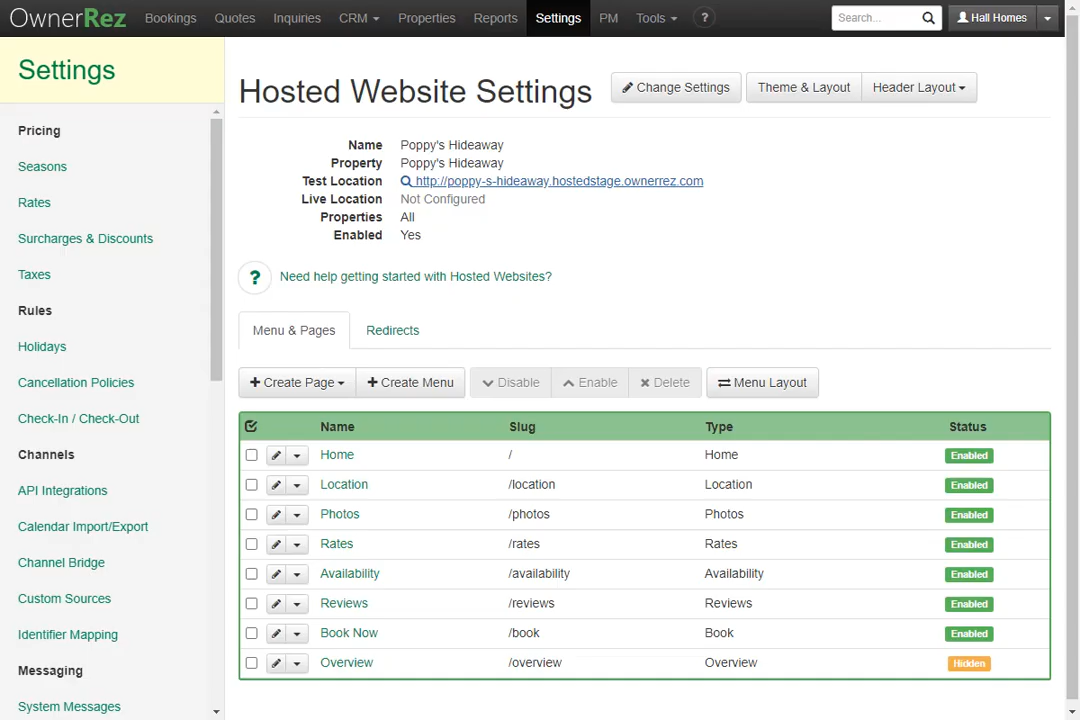 OwnerRez Bookings Quotes Inquiries CRM Properties Reports Settings PM Tools ? Search... Hall Homes
Settings
Pricing
Seasons
Rates
Surcharges & Discounts
Taxes
Rules
Holidays
Cancellation Policies
Check-In / Check-Out
Channels
API Integrations
Calendar Import/Export
Channel Bridge
Custom Sources
Identifier Mapping
Messaging
System Messages
Hosted Website Settings Change Settings Theme & Layout Header Layout
Name Poppy's Hideaway
Property Poppy's Hideaway
Test Location http://poppy-s-hideaway.hostedstage.ownerrez.com
Live Location Not Configured
Properties All
Enabled Yes
? Need help getting started with Hosted Websites?
Menu & Pages Redirects
Create Page Create Menu Disable Enable Delete Menu Layout
Name Slug Type Status
Home / Home Enabled
Location /location Location Enabled
Photos /photos Photos Enabled
Rates /rates Rates Enabled
Availability /availability Availability Enabled
Reviews /reviews Reviews Enabled
Book Now /book Book Enabled
Overview /overview Overview Hidden